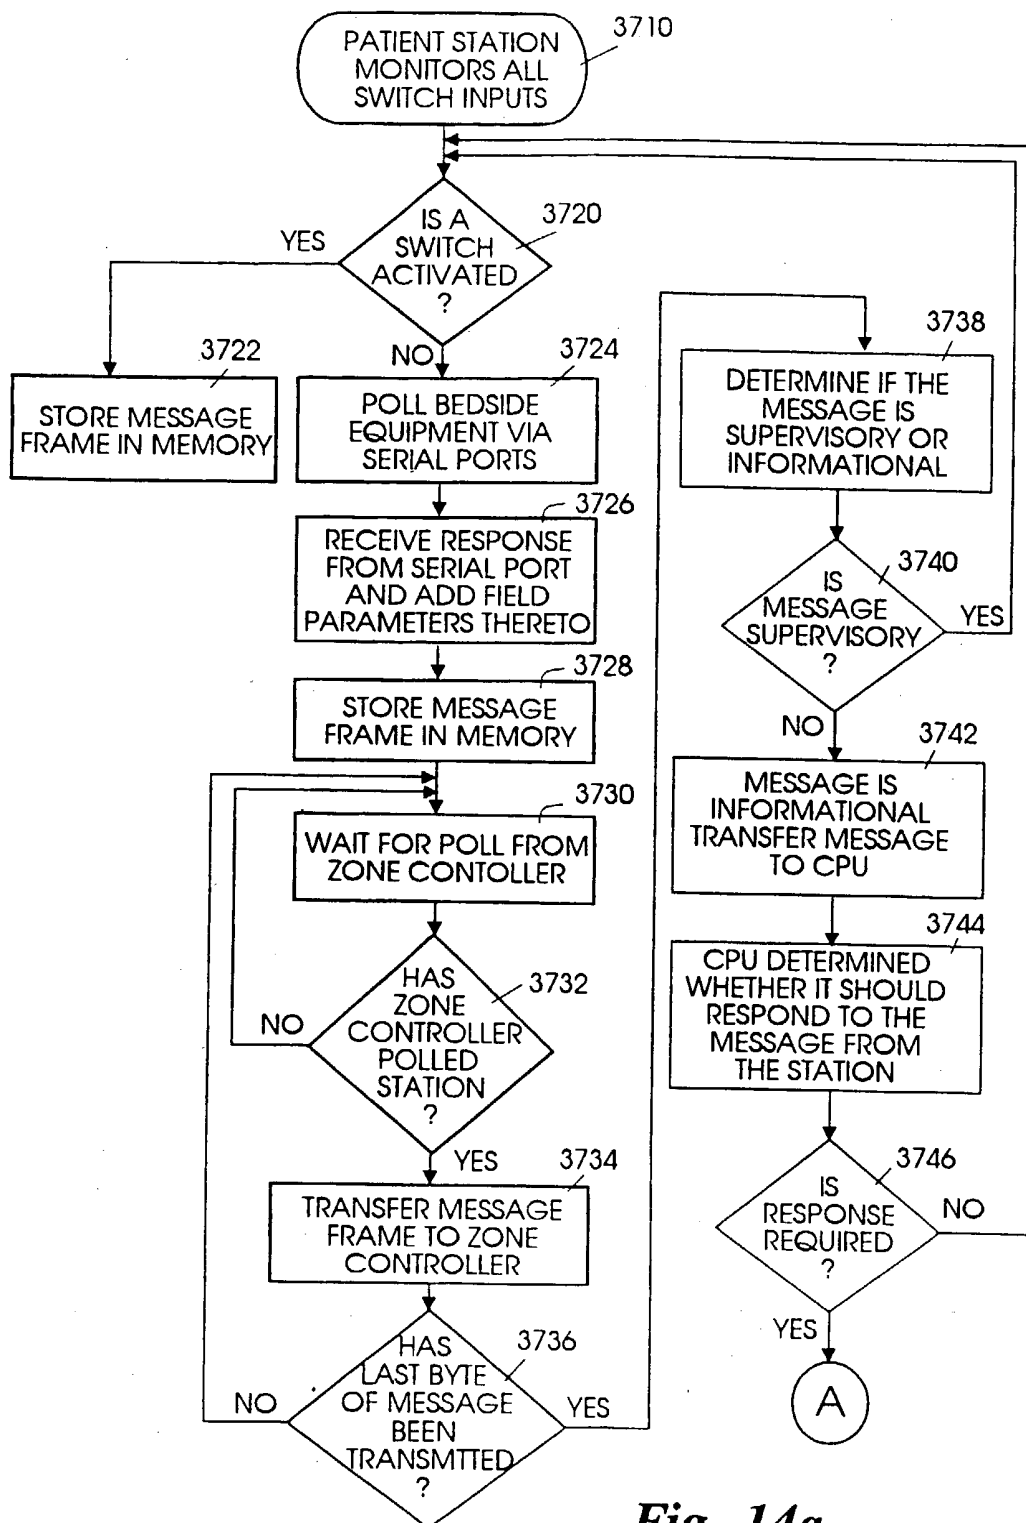 PATIENT STATION
MONITORS ALL
SWITCH INPUTS
3710
IS A
SWITCH
ACTIVATED
?
3720
YES
NO
3722
STORE MESSAGE
FRAME IN MEMORY
3724
POLL BEDSIDE
EQUIPMENT VIA
SERIAL PORTS
3726
RECEIVE RESPONSE
FROM SERIAL PORT
AND ADD FIELD
PARAMETERS THERETO
3728
STORE MESSAGE
FRAME IN MEMORY
3730
WAIT FOR POLL FROM
ZONE CONTOLLER
HAS
ZONE
CONTROLLER
POLLED
STATION
?
3732
NO
YES
3734
TRANSFER MESSAGE
FRAME TO ZONE
CONTROLLER
HAS
LAST BYTE
OF MESSAGE
BEEN
TRANSMTTED
?
3736
NO
YES
3738
DETERMINE IF THE
MESSAGE IS
SUPERVISORY OR
INFORMATIONAL
3740
IS
MESSAGE
SUPERVISORY
?
YES
NO
3742
MESSAGE IS
INFORMATIONAL
TRANSFER MESSAGE
TO CPU
3744
CPU DETERMINED
WHETHER IT SHOULD
RESPOND TO THE
MESSAGE FROM
THE STATION
3746
IS
RESPONSE
REQUIRED
?
NO
YES
A
Fig. 14a